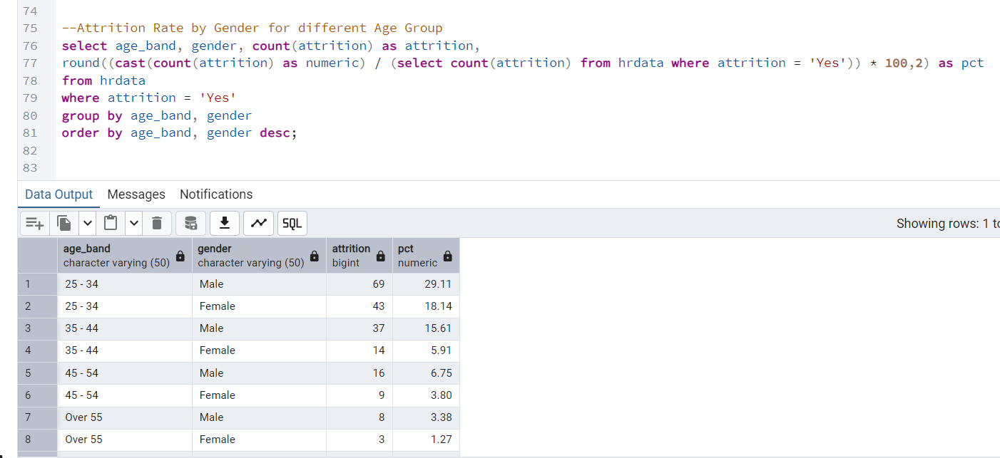 74
75 --Attrition Rate by Gender for different Age Group
76 select age_band, gender, count(attrition) as attrition,
77 round((cast(count(attrition) as numeric) / (select count(attrition) from hrdata where attrition = 'Yes')) * 100,2) as pct
78 from hrdata
79 where attrition = 'Yes'
80 group by age_band, gender
81 order by age_band, gender desc;
82
83
Data Output Messages Notifications
SQL Showing rows: 1 to
age_band gender attrition pct
character varying (50) character varying (50) bigint numeric
1 25 - 34 Male 69 29.11
2 25 - 34 Female 43 18.14
3 35 - 44 Male 37 15.61
4 35 - 44 Female 14 5.91
5 45 - 54 Male 16 6.75
6 45 - 54 Female 9 3.80
7 Over 55 Male 8 3.38
8 Over 55 Female 3 1.27